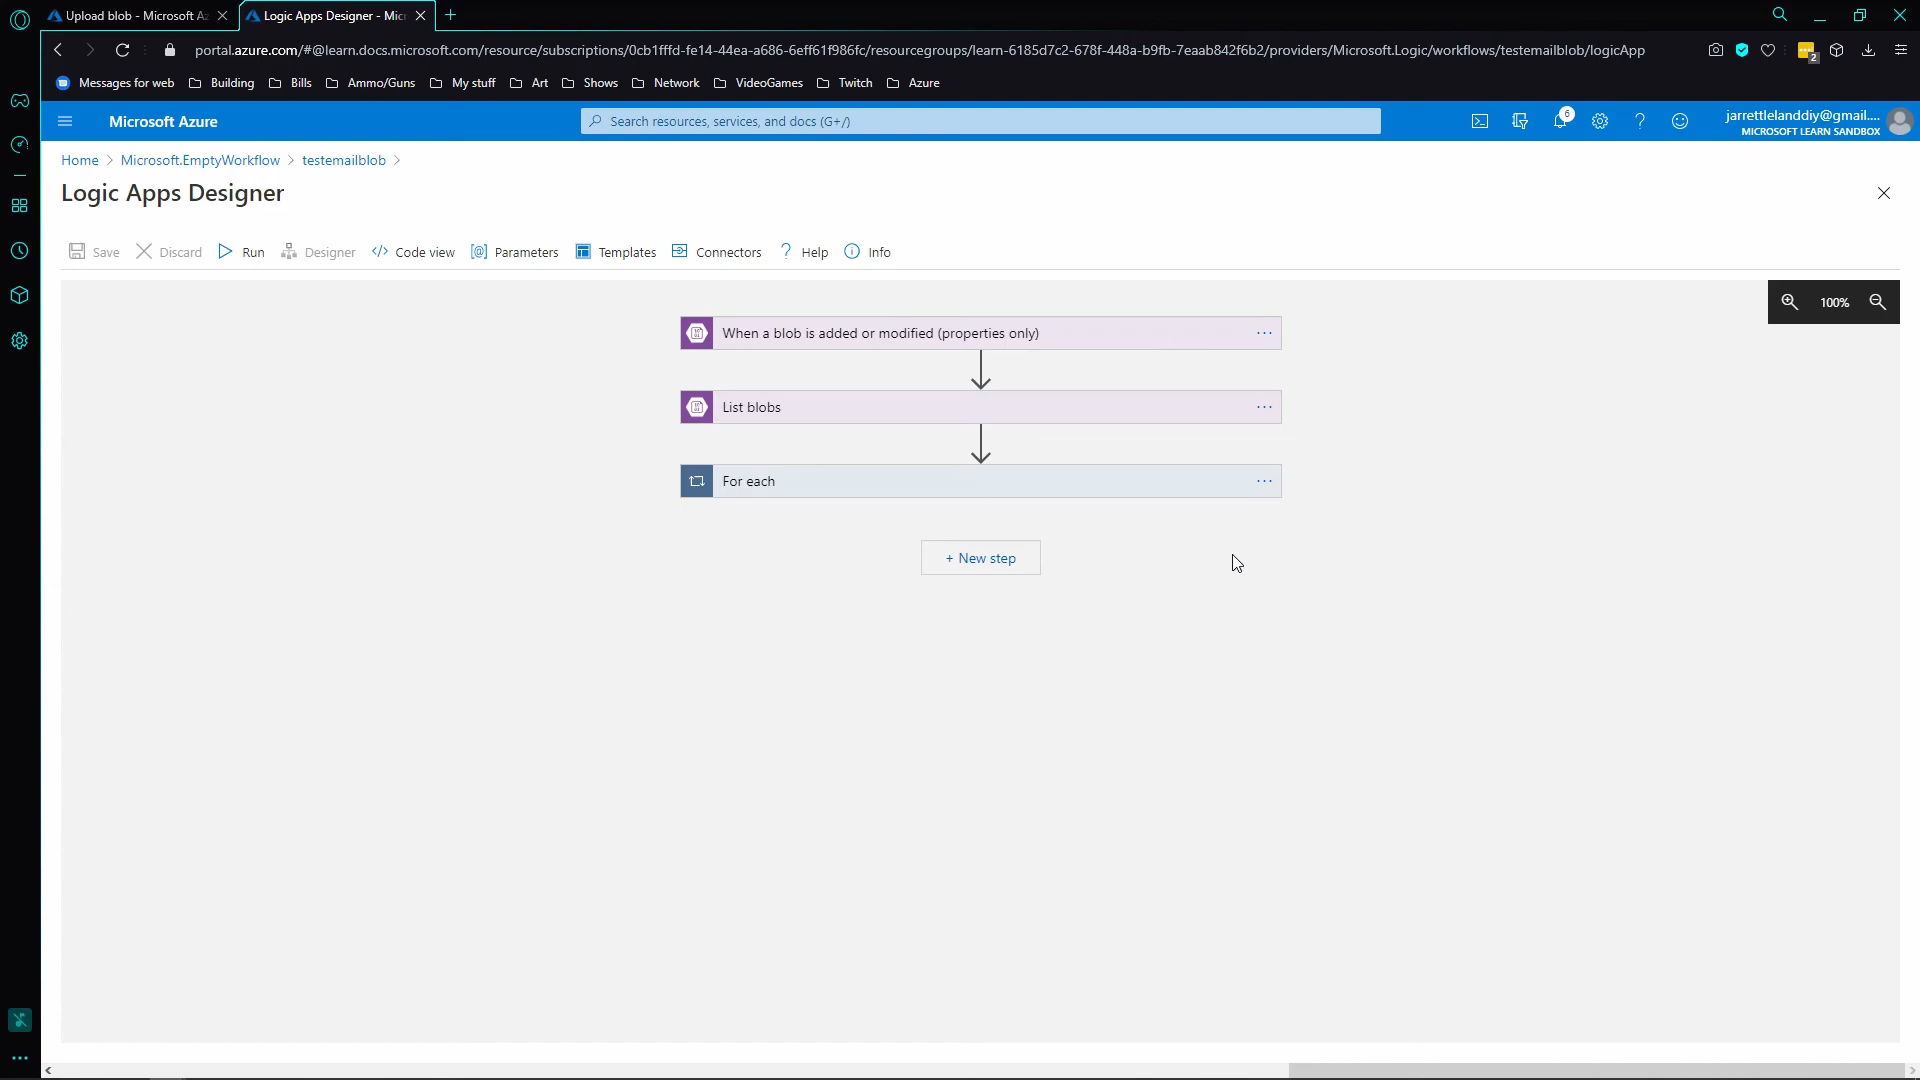 Upload blob - Microsoft Az
Logic Apps Designer - Mic
portal.azure.com/#@learn.docs.microsoft.com/resource/subscriptions/0cb1fffd-fe14-44ea-a686-6eff61f986fc/resourcegroups/learn-6185d7c2-678f-448a-b9fb-7eaab842f6b2/providers/Microsoft.Logic/workflows/testemailblob/logicApp
2
Messages for web Building Bills Ammo/Guns My stuff Art Shows Network VideoGames Twitch Azure
Microsoft Azure
Search resources, services, and docs (G+/)
6
jarrettlelanddiy@gmail....
MICROSOFT LEARN SANDBOX
Home > Microsoft.EmptyWorkflow > testemailblob >
Logic Apps Designer
Save Discard Run Designer Code view Parameters Templates Connectors Help Info
100%
When a blob is added or modified (properties only) ...
List blobs ...
For each ...
+ New step